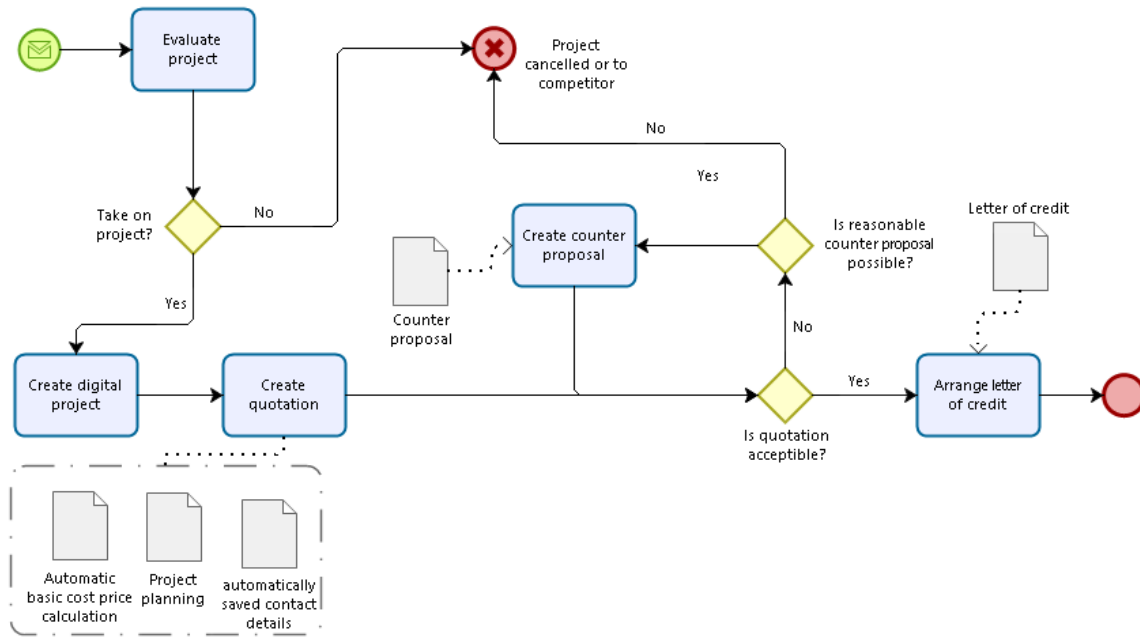 Evaluate
project
Project
cancelled or to
competitor
No
Yes
Take on
project?
No
Create counter
proposal
Is reasonable
counter proposal
possible?
Letter of credit
Counter
proposal
Yes
No
Create digital
project
Create
quotation
Yes
Arrange letter
of credit
Is quotation
acceptible?
Automatic
basic cost price
calculation
Project
planning
automatically
saved contact
details